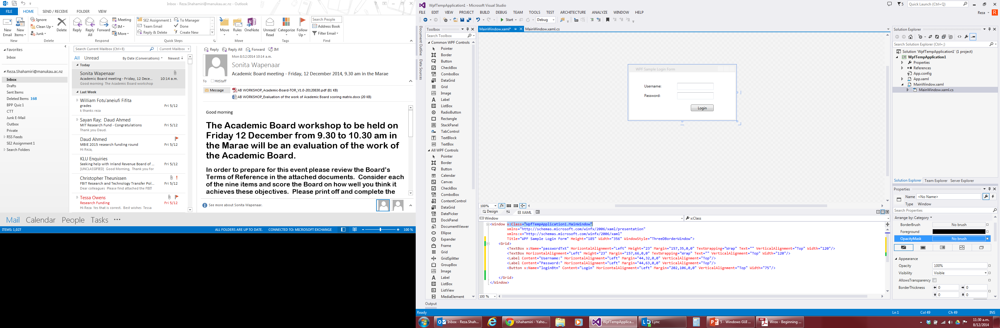 Inbox - Reza.Shahamiri@manukau.ac.nz - Outlook
FILE HOME SEND / RECEIVE FOLDER VIEW
New Email
New Items
New
Ignore
Clean Up
Junk
Delete
Delete
Reply
Reply All
Forward
Meeting
IM
More
Respond
SE2 Assignment 1
Team Email
Reply & Delete
To Manager
Done
Create New
Quick Steps
Move
Rules
OneNote
Move
Unread/ Read
Categorize
Follow Up
Tags
Search People
Address Book
Filter Email
Find
Favorites
Inbox
Reza.Shahamiri@manukau.ac.nz
Inbox
Drafts
Sent Items
Deleted Items 168
BPP Quiz 1
CTT
Junk E-Mail
Outbox
Private
RSS Feeds
SE2 Assignment 1
Search Folders
Search Current Mailbox (Ctrl+E) Current Mailbox
All Unread By Date (Conversations) Newest
Today
Sonita Wapenaar
Academic Board meeting - Friday, 12 Dece... 10:14 a.m.
Good morning The Academic Board workshop
Last Week
William Fotu'aneiufi Fifita
grades Fri 5/12
k thanks reza
Sayan Ray; Daud Ahmed
MIT Research Fund - Congratulations Fri 5/12
Thank you Daud.
Daud Ahmed
MBIE 2015 research funding round Fri 5/12
Hi Reza,
KLU Enquiries
Seeking help with Inland Revenue Board of ... Fri 5/12
[UNCLASSIFIED] Good Morning, Thank you for
Christopher Theunissen
FBIT Research and Technology Transfer Pol... Fri 5/12
Dear colleagues Please find attached the FBIT
Tessa Owens
Research Funding Fri 5/12
Hi Reza Yes that is correct. Best wishes Tessa
Reply Reply All Forward IM
Mon 8/12/2014 10:14 a.m.
Sonita Wapenaar
Academic Board meeting - Friday, 12 December 2014, 9.30 am in the Marae
To MitStaff
Message AB WORKSHOP_Academic-Board-TOR_V1.0-20120830.pdf (81 KB)
AB WORKSHOP_Evaluation of the work of Academic Board scoring matrix.docx (20 KB)
Good morning
The Academic Board workshop to be held on
Friday 12 December from 9.30 to 10.30 am in
the Marae will be an evaluation of the work of
the Academic Board.
In order to prepare for this event please review the Board's
Terms of Reference in the attached documents. Consider each
of the nine items and score the Board on how well you think it
achieves these objectives. Please print off and complete the
See more about Sonita Wapenaar.
Mail Calendar People Tasks ...
ITEMS: 1,027 ALL FOLDERS ARE UP TO DATE. CONNECTED TO: MICROSOFT EXCHANGE 100 %
WpfTempApplication1 - Microsoft Visual Studio
5 Quick Launch (Ctrl+Q)
FILE EDIT VIEW PROJECT BUILD DEBUG TEAM TOOLS TEST ARCHITECTURE ANALYZE WINDOW HELP
Reza R
Start Debug
Document Outline
Data Sources
Toolbox
Search Toolbox
Common WPF Controls
Pointer
Border
Button
CheckBox
ComboBox
DataGrid
Grid
Image
Label
ListBox
RadioButton
Rectangle
StackPanel
TabControl
TextBlock
TextBox
All WPF Controls
Pointer
Border
Button
Calendar
Canvas
CheckBox
ComboBox
ContentControl
DataGrid
DatePicker
DockPanel
DocumentViewer
Ellipse
Expander
Frame
Grid
GridSplitter
GroupBox
Image
Label
ListBox
ListView
MediaElement
Output
MainWindow.xaml* MainWindow.xaml.cs
WPF Sample Login Form
Username:
Password:
Login
100% fx
Design XAML
Window x:Class
<Window x:Class="WpfTempApplication1.MainWindow"
xmlns="http://schemas.microsoft.com/winfx/2006/xaml/presentation"
xmlns:x="http://schemas.microsoft.com/winfx/2006/xaml"
Title="WPF Sample Login Form" Height="185" Width="356" WindowStyle="ThreeDBorderWindow">
<Grid>
<TextBox x:Name="passwordTxt" HorizontalAlignment="Left" Height="23" Margin="157,35,0,0" TextWrapping="Wrap" Text="" VerticalAlignment="Top" Width="120"/>
<TextBox HorizontalAlignment="Left" Height="23" Margin="157,66,0,0" TextWrapping="Wrap" Text="" VerticalAlignment="Top" Width="120"/>
<Label Content="Username:" HorizontalAlignment="Left" Margin="44,32,0,0" VerticalAlignment="Top"/>
<Label Content="Password:" HorizontalAlignment="Left" Margin="44,63,0,0" VerticalAlignment="Top"/>
<Button x:Name="loginBtn" Content="Login" HorizontalAlignment="Left" Margin="202,106,0,0" VerticalAlignment="Top" Width="75"/>
</Grid>
</Window>
100 %
Solution Explorer
Search Solution Explorer (Ctrl+;)
Solution 'WpfTempApplication1' (1 project)
WpfTempApplication1
Properties
References
App.config
App.xaml
MainWindow.xaml
MainWindow.xaml.cs
Solution Explorer Team Explorer Server Explorer
Properties
Name <No Name>
Type Window
Search Properties
Arrange by: Category
BorderBrush No brush
Foreground
OpacityMask No brush
Appearance
Opacity 100%
Visibility Visible
AllowsTransparency
BorderThickness 0 0
0 0
Ready Ln 1 Col 49 Ch 49 INS
Inbox - Reza.Shah...
rshahamiri - Yaho...
WpfTempApplica...
Lync
5 - Windows GUI ...
Wrox - Beginning ...
11:30 a.m.
8/12/2014